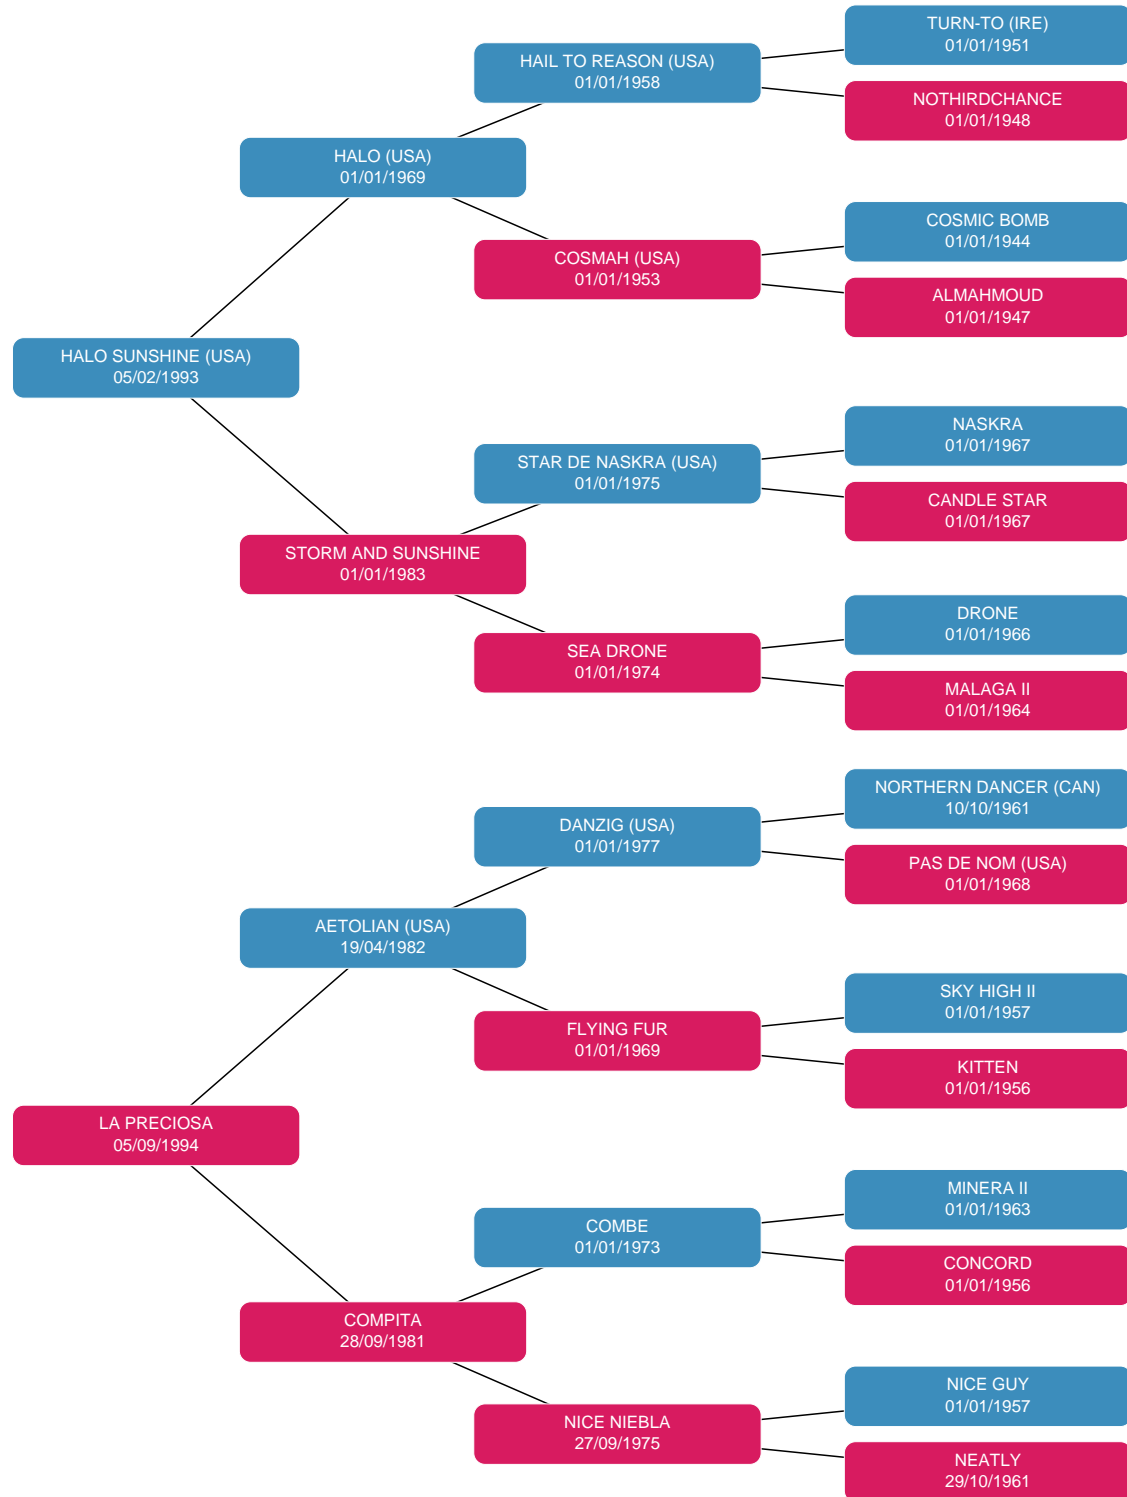 TURN-TO (IRE)
01/01/1951
HAIL TO REASON (USA)
01/01/1958
NOTHIRDCHANCE
01/01/1948
HALO (USA)
01/01/1969
COSMIC BOMB
01/01/1944
COSMAH (USA)
01/01/1953
ALMAHMOUD
01/01/1947
HALO SUNSHINE (USA)
05/02/1993
NASKRA
01/01/1967
STAR DE NASKRA (USA)
01/01/1975
CANDLE STAR
01/01/1967
STORM AND SUNSHINE
01/01/1983
DRONE
01/01/1966
SEA DRONE
01/01/1974
MALAGA II
01/01/1964
NORTHERN DANCER (CAN)
10/10/1961
DANZIG (USA)
01/01/1977
PAS DE NOM (USA)
01/01/1968
AETOLIAN (USA)
19/04/1982
SKY HIGH II
01/01/1957
FLYING FUR
01/01/1969
KITTEN
01/01/1956
LA PRECIOSA
05/09/1994
MINERA II
01/01/1963
COMBE
01/01/1973
CONCORD
01/01/1956
COMPITA
28/09/1981
NICE GUY
01/01/1957
NICE NIEBLA
27/09/1975
NEATLY
29/10/1961